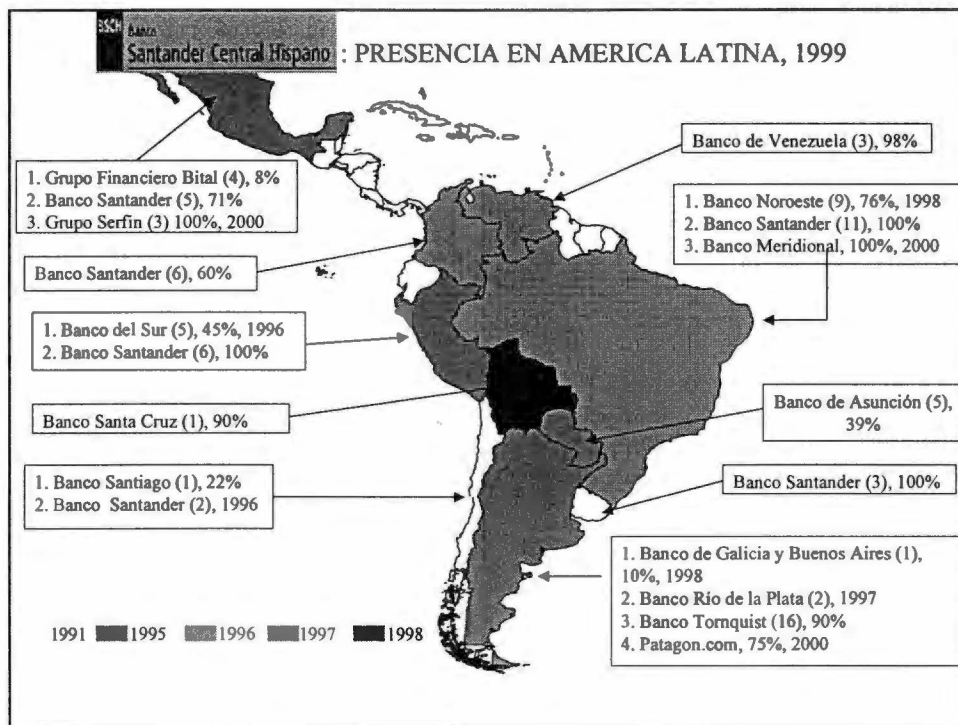 BSCH Banco
Santander Central Hispano : PRESENCIA EN AMERICA LATINA, 1999
1. Grupo Financiero Bital (4), 8%
2. Banco Santander (5), 71%
3. Grupo Serfin (3) 100%, 2000
Banco de Venezuela (3), 98%
1. Banco Noroeste (9), 76%, 1998
2. Banco Santander (11), 100%
3. Banco Meridional, 100%, 2000
Banco Santander (6), 60%
1. Banco del Sur (5), 45%, 1996
2. Banco Santander (6), 100%
Banco Santa Cruz (1), 90%
Banco de Asunción (5),
39%
1. Banco Santiago (1), 22%
2. Banco Santander (2), 1996
Banco Santander (3), 100%
1. Banco de Galicia y Buenos Aires (1),
10%, 1998
2. Banco Río de la Plata (2), 1997
3. Banco Tornquist (16), 90%
4. Patagon.com, 75%, 2000
1991 1995 1996 1997 1998